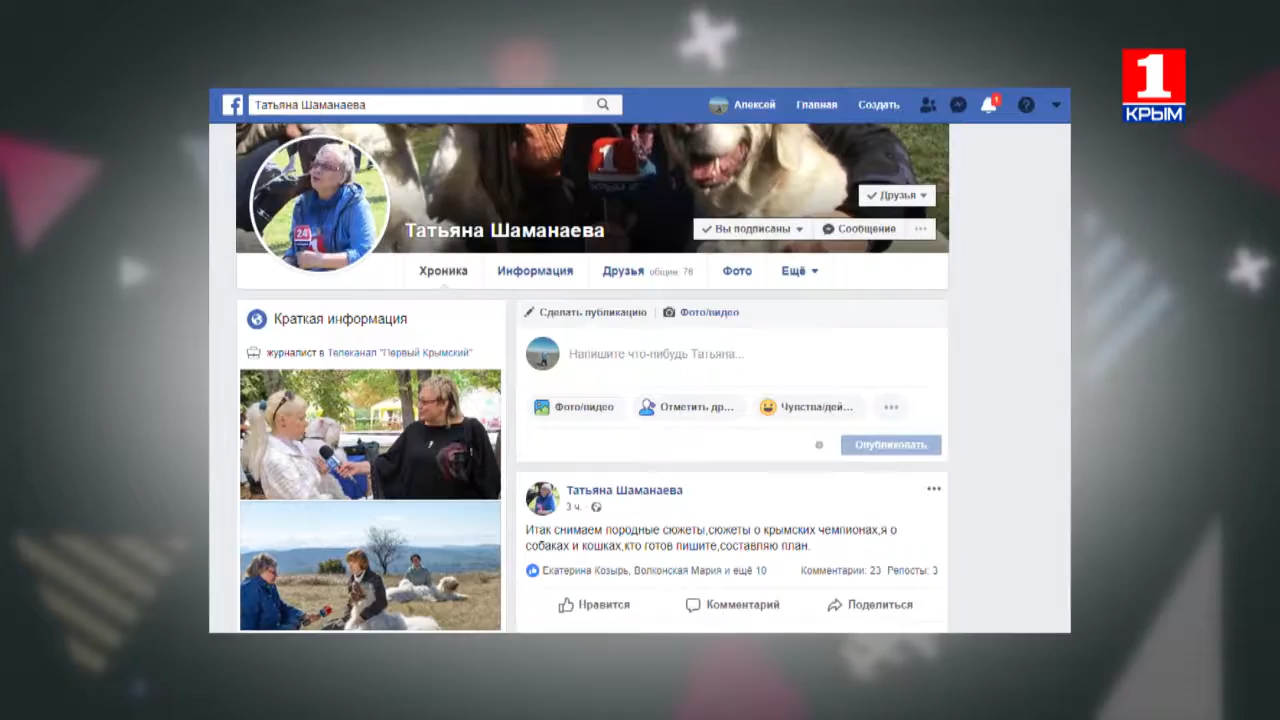 1
КРЫМ
Татьяна Шаманаева
Алексей
Главная
Создать
1
Друзья
Татьяна Шаманаева
Вы подписаны
Сообщение
24
Хроника
Информация
Друзья общие: 76
Фото
Ещё
Краткая информация
журналист в Телеканал "Первый Крымский"
Сделать публикацию
Фото/видео
Напишите что-нибудь Татьяна...
Фото/видео
Отметить др...
Чувства/дей...
Опубликовать
Татьяна Шаманаева
3 ч.
Итак снимаем породные сюжеты,сюжеты о крымских чемпионах,я о
собаках и кошках,кто готов пишите,составляю план.
Екатерина Козырь, Волконская Мария и ещё 10
Комментарии: 23 Репосты: 3
Нравится
Комментарий
Поделиться